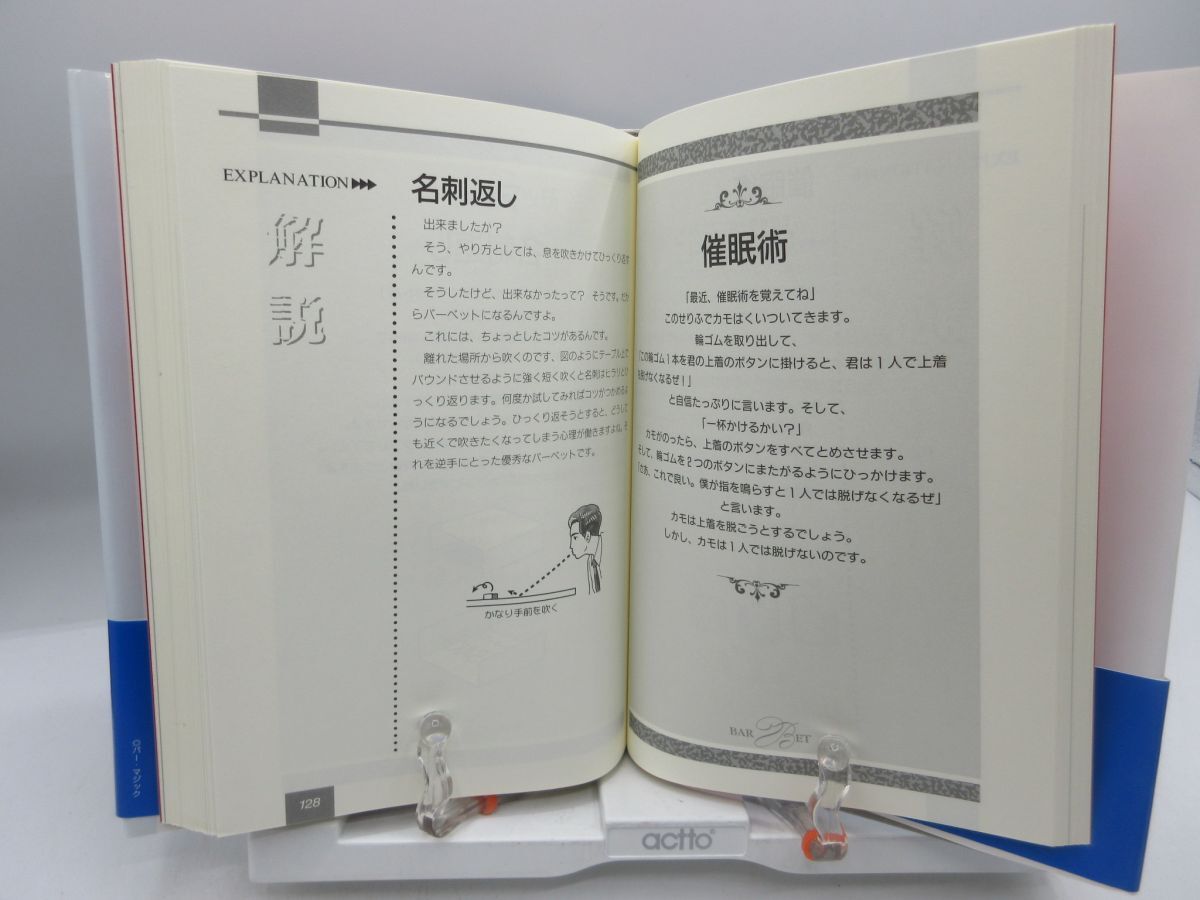 EXPLANATION
解
説
名刺返し
出来ましたか？
そう、やり方としては、息を吹きかけてひっくり返す
んです。
そうしたけど、出来なかったって？ そうです。だか
らバーベットになるんですよ。
これには、ちょっとしたコツがあるんです。
離れた場所から吹くのです、図のようにテーブル上で
バウンドさせるように強く短く吹くと名刺はヒラリとひ
っくり返ります。何度か試してみればコツがつかめるよ
うになるでしょう。ひっくり返そうとすると、どうして
も近くで吹きたくなってしまう心理が働きますよね。そ
れを逆手にとった優秀なバーベットです。
かなり手前を吹く
128
○バー・マジック
催眠術
「最近、催眠術を覚えてね」
このせりふでカモはくいついてきます。
輪ゴムを取り出して、
「この輪ゴム1本を君の上着のボタンに掛けると、君は1人で上着
を脱げなくなるぜ！」
と自信たっぷりに言います。そして、
「一杯かけるかい？」
カモがのったら、上着のボタンをすべてとめさせます。
そして、輪ゴムを2つのボタンにまたがるようにひっかけます。
「さあ、これで良い。僕が指を鳴らすと1人では脱げなくなるぜ」
と言います。
カモは上着を脱ごうとするでしょう。
しかし、カモは1人では脱げないのです。
BAR BET
actto